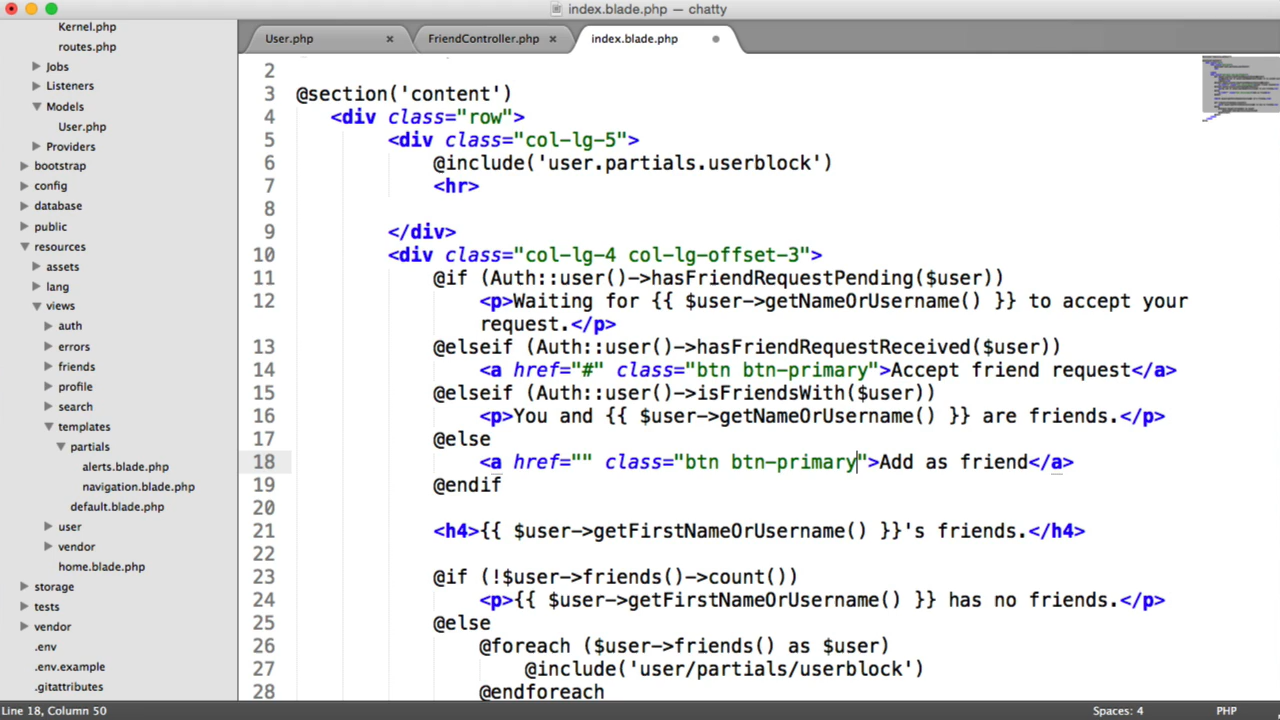 index.blade.php — chatty
User.php
FriendController.php
index.blade.php
Kernel.php
routes.php
Jobs
Listeners
Models
User.php
Providers
bootstrap
config
database
public
resources
assets
lang
views
auth
errors
friends
profile
search
templates
partials
alerts.blade.php
navigation.blade.php
default.blade.php
user
vendor
home.blade.php
storage
tests
vendor
.env
.env.example
.gitattributes
2
3 @section('content')
4 <div class="row">
5 <div class="col-lg-5">
6 @include('user.partials.userblock')
7 <hr>
8
9 </div>
10 <div class="col-lg-4 col-lg-offset-3">
11 @if (Auth::user()->hasFriendRequestPending($user))
12 <p>Waiting for {{ $user->getNameOrUsername() }} to accept your
request.</p>
13 @elseif (Auth::user()->hasFriendRequestReceived($user))
14 <a href="#" class="btn btn-primary">Accept friend request</a>
15 @elseif (Auth::user()->isFriendsWith($user))
16 <p>You and {{ $user->getNameOrUsername() }} are friends.</p>
17 @else
18 <a href="" class="btn btn-primary">Add as friend</a>
19 @endif
20
21 <h4>{{ $user->getFirstNameOrUsername() }}'s friends.</h4>
22
23 @if (!$user->friends()->count())
24 <p>{{ $user->getFirstNameOrUsername() }} has no friends.</p>
25 @else
26 @foreach ($user->friends() as $user)
27 @include('user/partials/userblock')
28 @endforeach
Line 18, Column 50
Spaces: 4
PHP